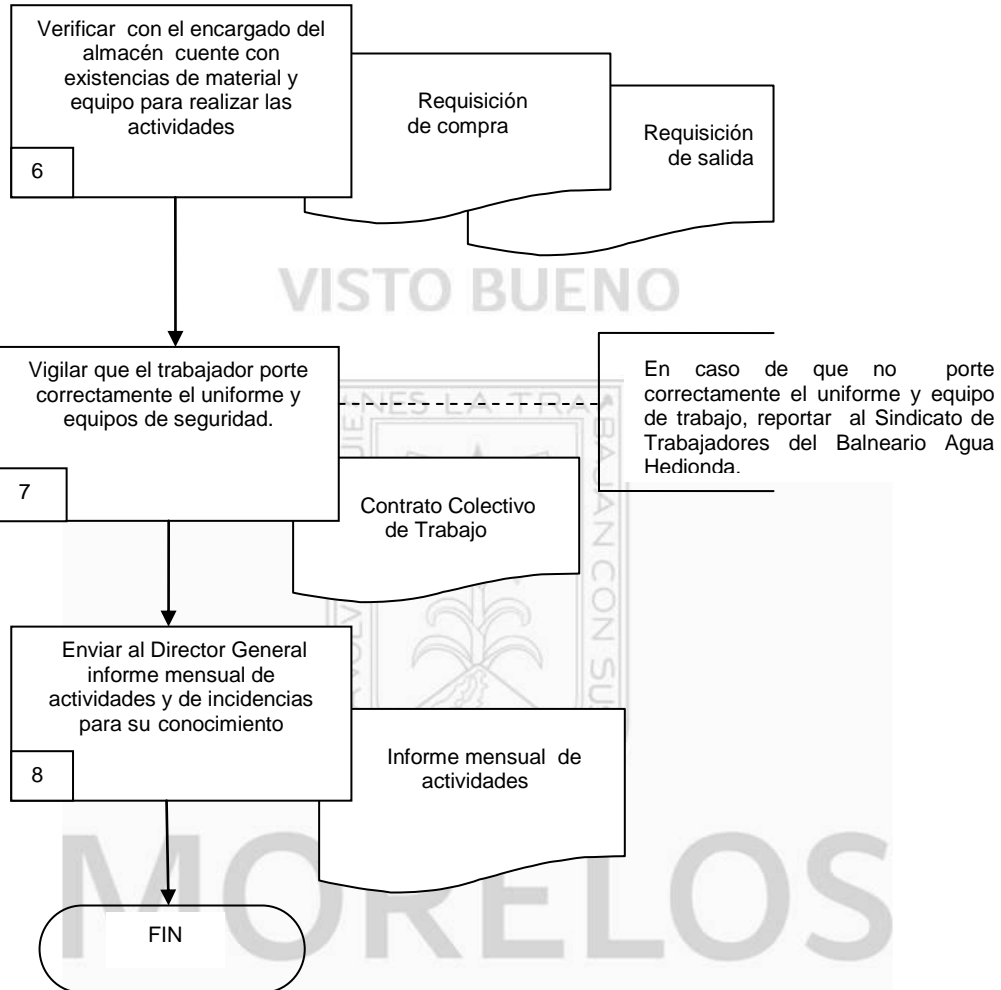 Verificar con el encargado del
almacén cuente con
existencias de material y
equipo para realizar las
actividades
6
Requisición
de compra
Requisición
de salida
VISTO BUENO
Vigilar que el trabajador porte
correctamente el uniforme y
equipos de seguridad.
7
En caso de que no porte
correctamente el uniforme y equipo
de trabajo, reportar al Sindicato de
Trabajadores del Balneario Agua
Hedionda.
Contrato Colectivo
de Trabajo
Enviar al Director General
informe mensual de
actividades y de incidencias
para su conocimiento
8
Informe mensual de
actividades
FIN
MORELOS